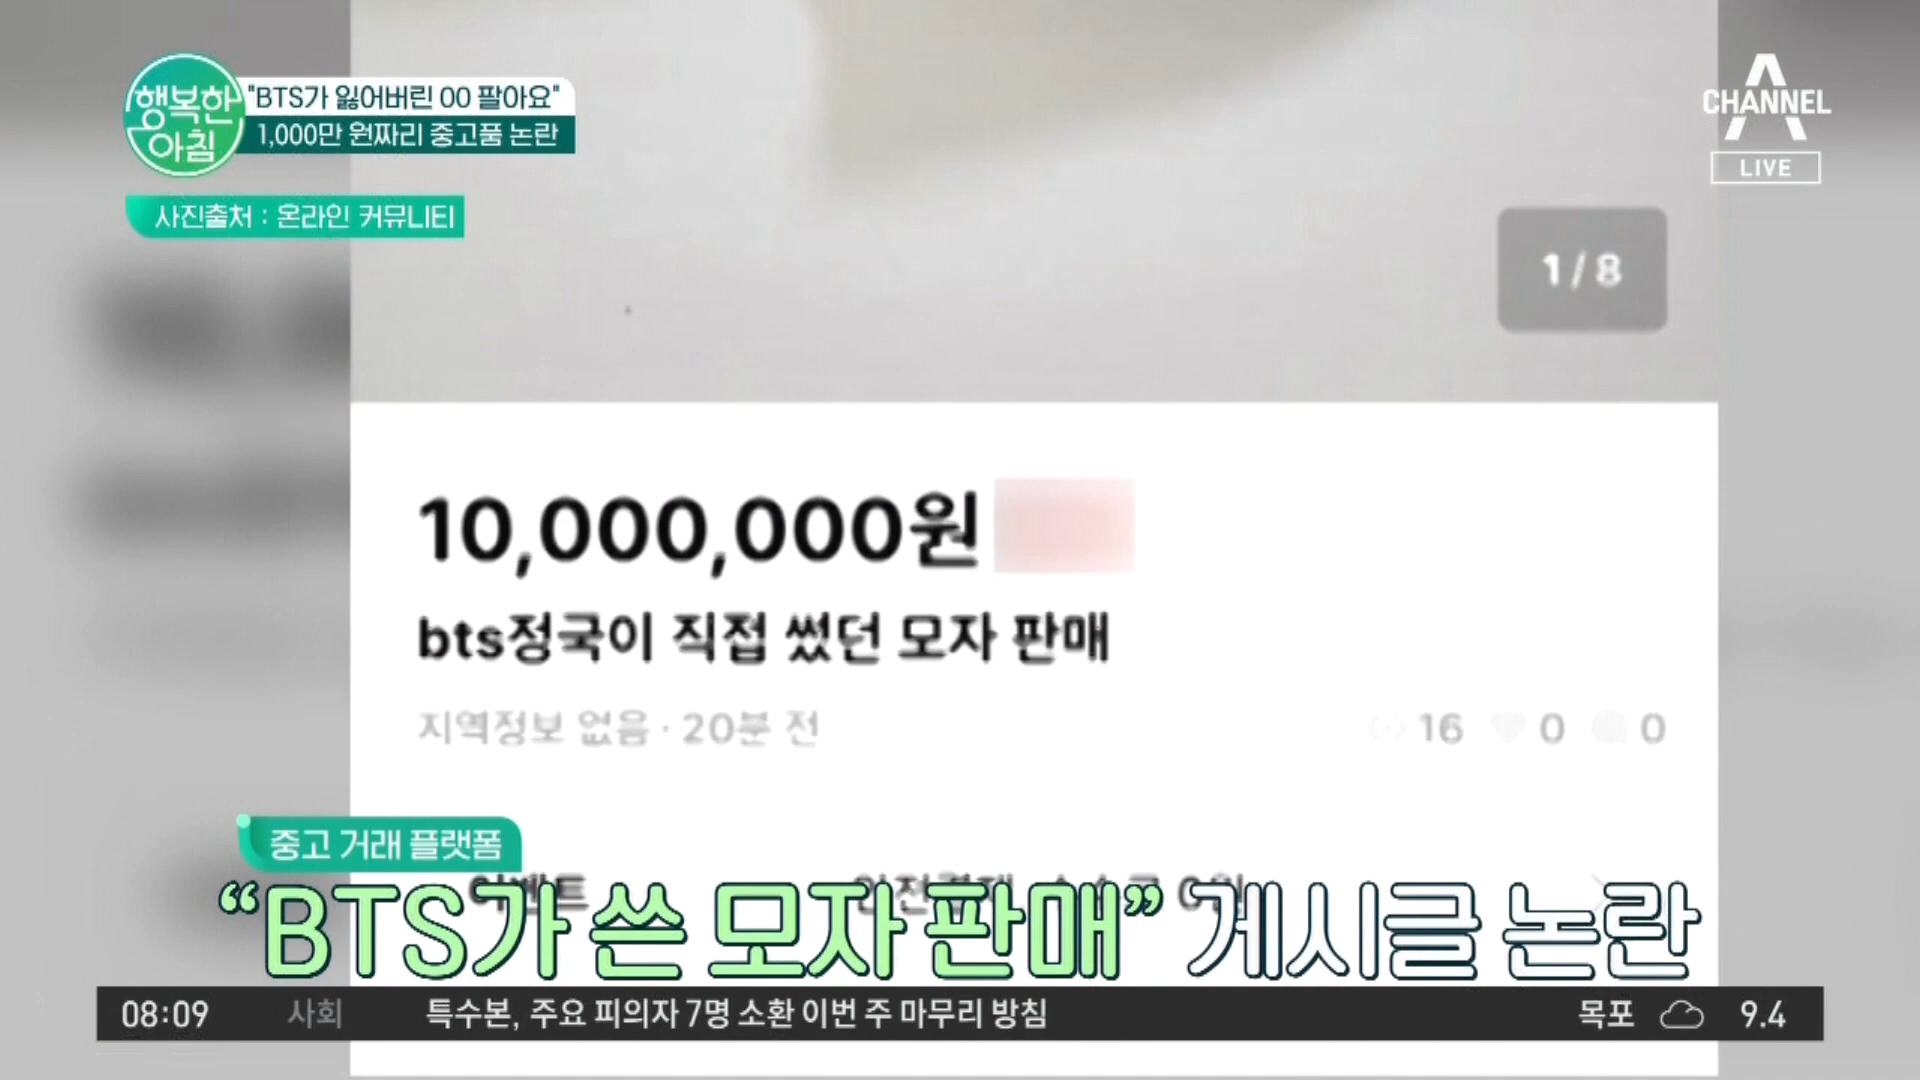 행복한
아침
"BTS가 잃어버린 OO 팔아요"
1,000만 원짜리 중고품 논란
사진출처 : 온라인 커뮤니티
CHANNEL A
LIVE
1 / 8
10,000,000원
bts정국이 직접 썼던 모자 판매
지역정보 없음 · 20분 전
16 0 0
중고 거래 플랫폼
이벤트
“BTS가 쓴 모자 판매” 게시글 논란
08:09 사회 특수본, 주요 피의자 7명 소환 이번 주 마무리 방침 목포 9.4